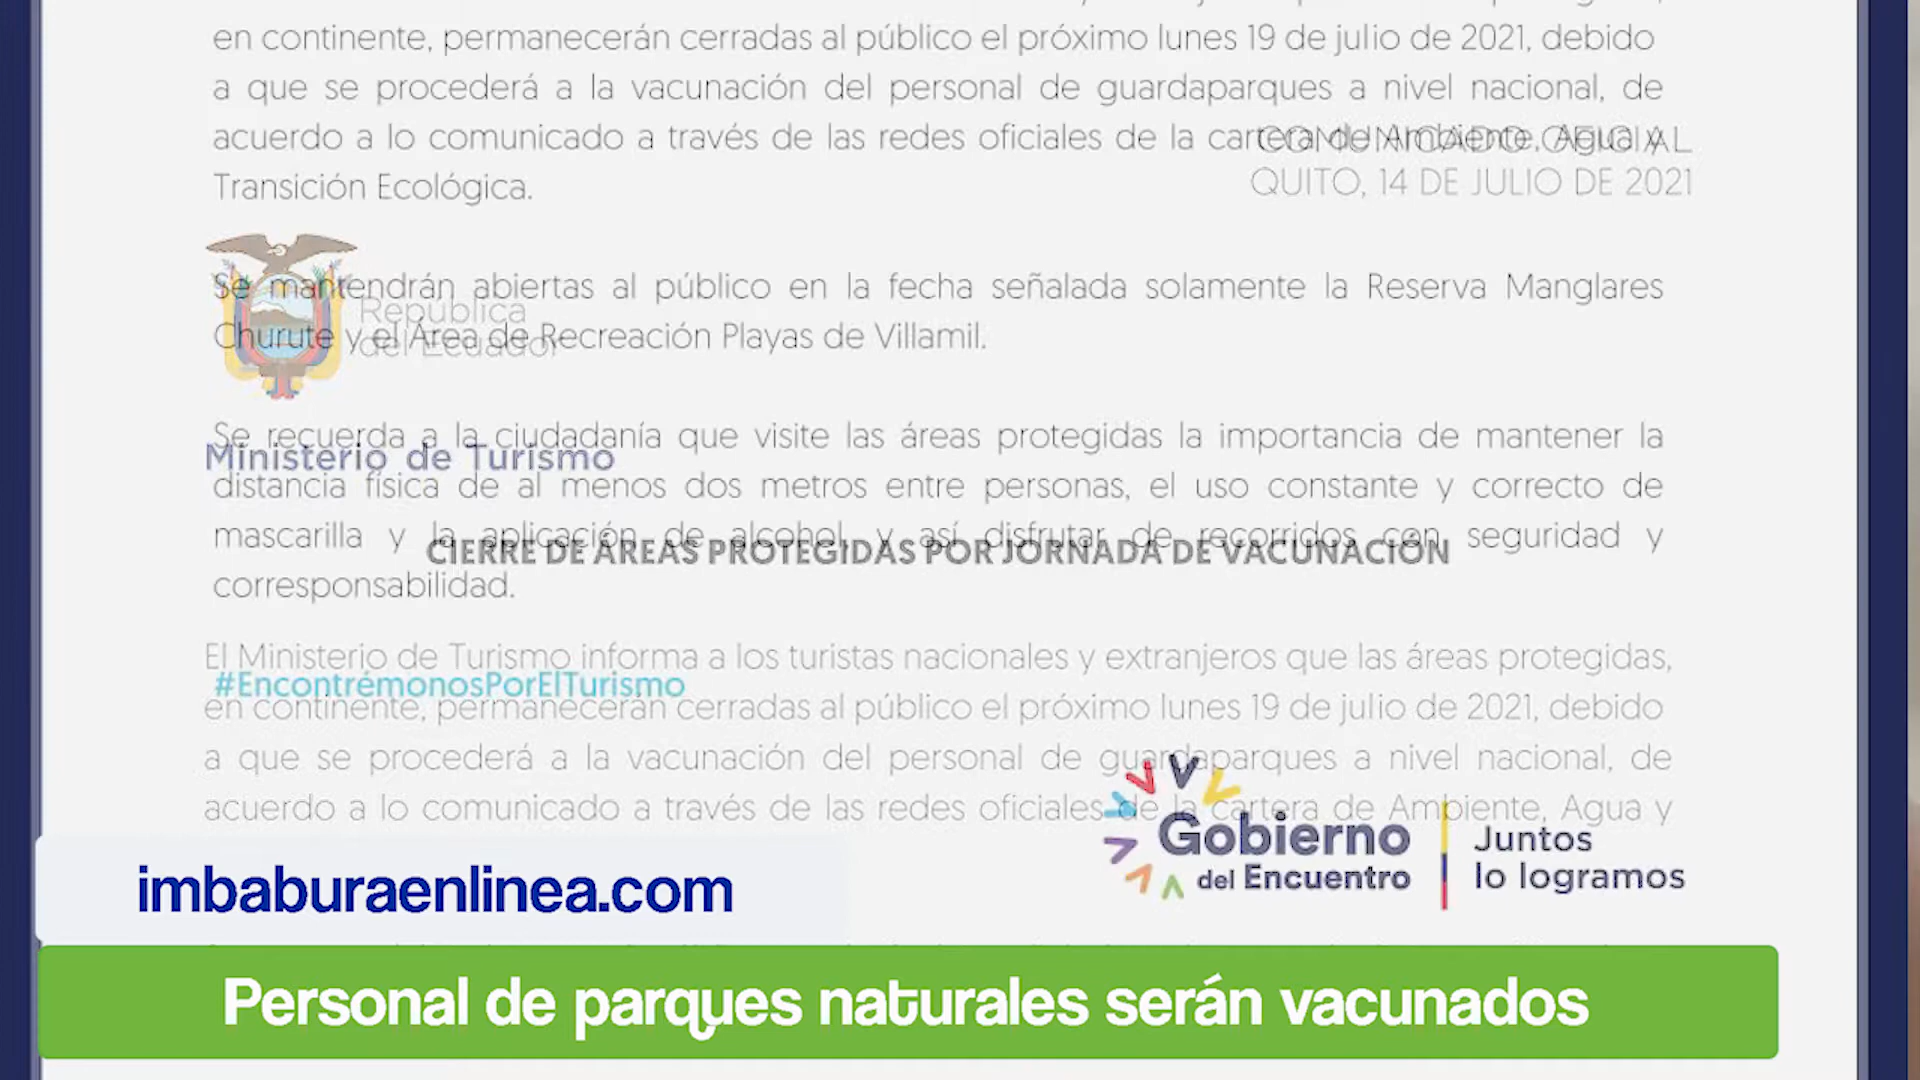 en continente, permanecerán cerradas al público el próximo lunes 19 de julio de 2021, debido
a que se procederá a la vacunación del personal de guardaparques a nivel nacional, de
acuerdo a lo comunicado a través de las redes oficiales de la cartera de Ambiente, Agua y
Transición Ecológica.
COMUNICADO OFICIAL
QUITO, 14 DE JULIO DE 2021
Se mantendrán abiertas al público en la fecha señalada solamente la Reserva Manglares
Churute y el Área de Recreación Playas de Villamil.
República
del Ecuador
Se recuerda a la ciudadanía que visite las áreas protegidas la importancia de mantener la
distancia física de al menos dos metros entre personas, el uso constante y correcto de
mascarilla y la aplicación de alcohol, y así disfrutar de recorridos con seguridad y
corresponsabilidad.
Ministerio de Turismo
CIERRE DE ÁREAS PROTEGIDAS POR JORNADA DE VACUNACIÓN
El Ministerio de Turismo informa a los turistas nacionales y extranjeros que las áreas protegidas,
#EncontrémonosPorElTurismo
en continente, permanecerán cerradas al público el próximo lunes 19 de julio de 2021, debido
a que se procederá a la vacunación del personal de guardaparques a nivel nacional, de
acuerdo a lo comunicado a través de las redes oficiales de la cartera de Ambiente, Agua y
Gobierno
del Encuentro
Juntos
lo logramos
imbaburaenlinea.com
Personal de parques naturales serán vacunados